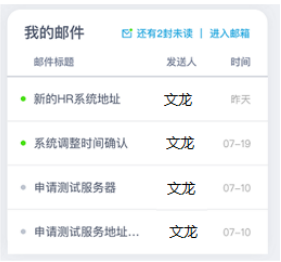 我的邮件 还有2封未读 | 进入邮箱
邮件标题 发送人 时间
新的HR系统地址 文龙 昨天
系统调整时间确认 文龙 07-19
申请测试服务器 文龙 07-10
申请测试服务地址... 文龙 07-10